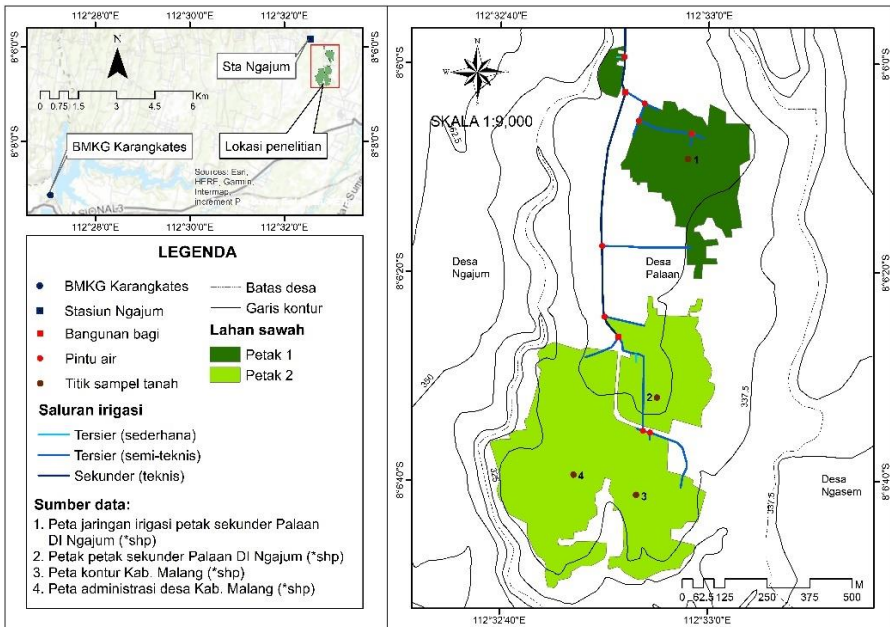 112°28'0"E
112°30'0"E
112°32'0"E
8°6'0"S
8°8'0"S
Sta Ngajum
N
0 0.75 1.5 3 4.5 6
Km
Lokasi penelitian
BMKG Karangkates
Sources: Esri,
HERE, Garmin,
Intermap,
increment P
ASIONAL 3
112°28'0"E
112°30'0"E
112°32'0"E
LEGENDA
BMKG Karangkates
Stasiun Ngajum
Bangunan bagi
Pintu air
Titik sampel tanah
Batas desa
Garis kontur
Lahan sawah
Petak 1
Petak 2
Saluran irigasi
Tersier (sederhana)
Tersier (semi-teknis)
Sekunder (teknis)
Sumber data:
1. Peta jaringan irigasi petak sekunder Palaan
DI Ngajum (*shp)
2. Petak petak sekunder Palaan DI Ngajum (*shp)
3. Peta kontur Kab. Malang (*shp)
4. Peta administrasi desa Kab. Malang (*shp)
112°32'40"E
112°33'0"E
8°6'0"S
N
SKALA 1:9,000
362.5
1
Desa
Ngajum
Desa
Palaan
8°6'20"S
350
337.5
2
325
4
3
Desa
Ngasem
337.5
8°6'40"S
M
0 62.5 125 250 375 500
112°32'40"E
112°33'0"E